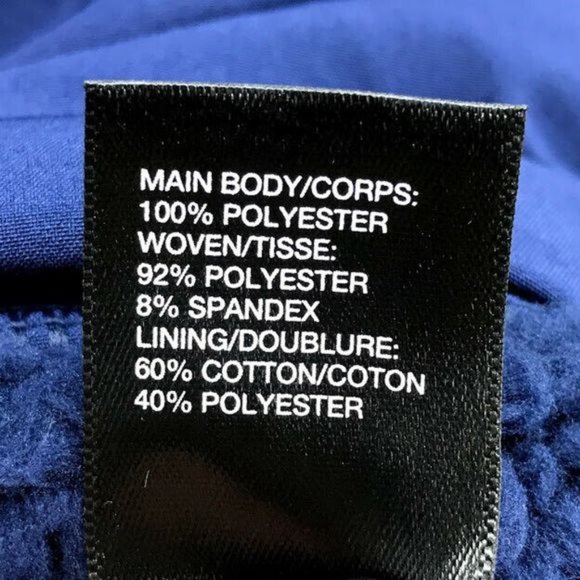 MAIN BODY/CORPS:
100% POLYESTER
WOVEN/TISSE:
92% POLYESTER
8% SPANDEX
LINING/DOUBLURE:
60% COTTON/COTON
40% POLYESTER